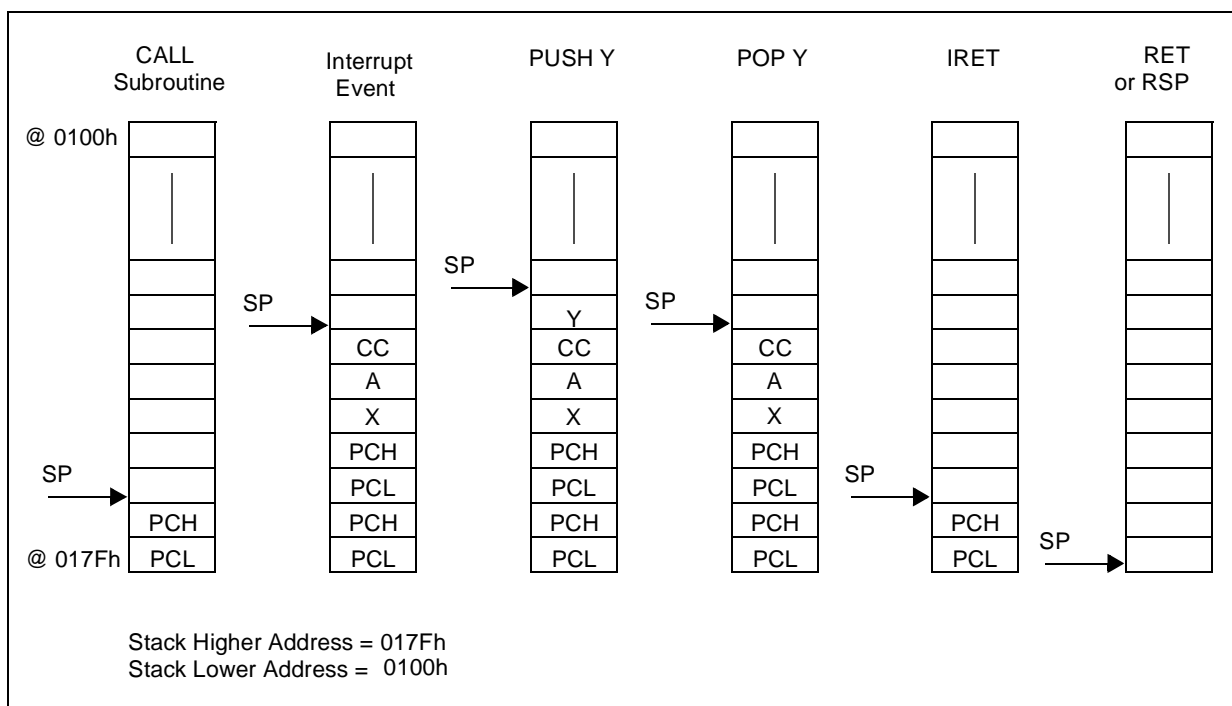 CALL
Subroutine
Interrupt
Event
PUSH Y
POP Y
IRET
RET
or RSP
@ 0100h
SP
SP
SP
Y
CC
CC
CC
A
A
A
X
X
X
PCH
PCH
PCH
SP
PCL
PCL
PCL
SP
PCH
PCH
PCH
PCH
PCH
SP
@ 017Fh
PCL
PCL
PCL
PCL
PCL
Stack Higher Address = 017Fh
Stack Lower Address = 0100h